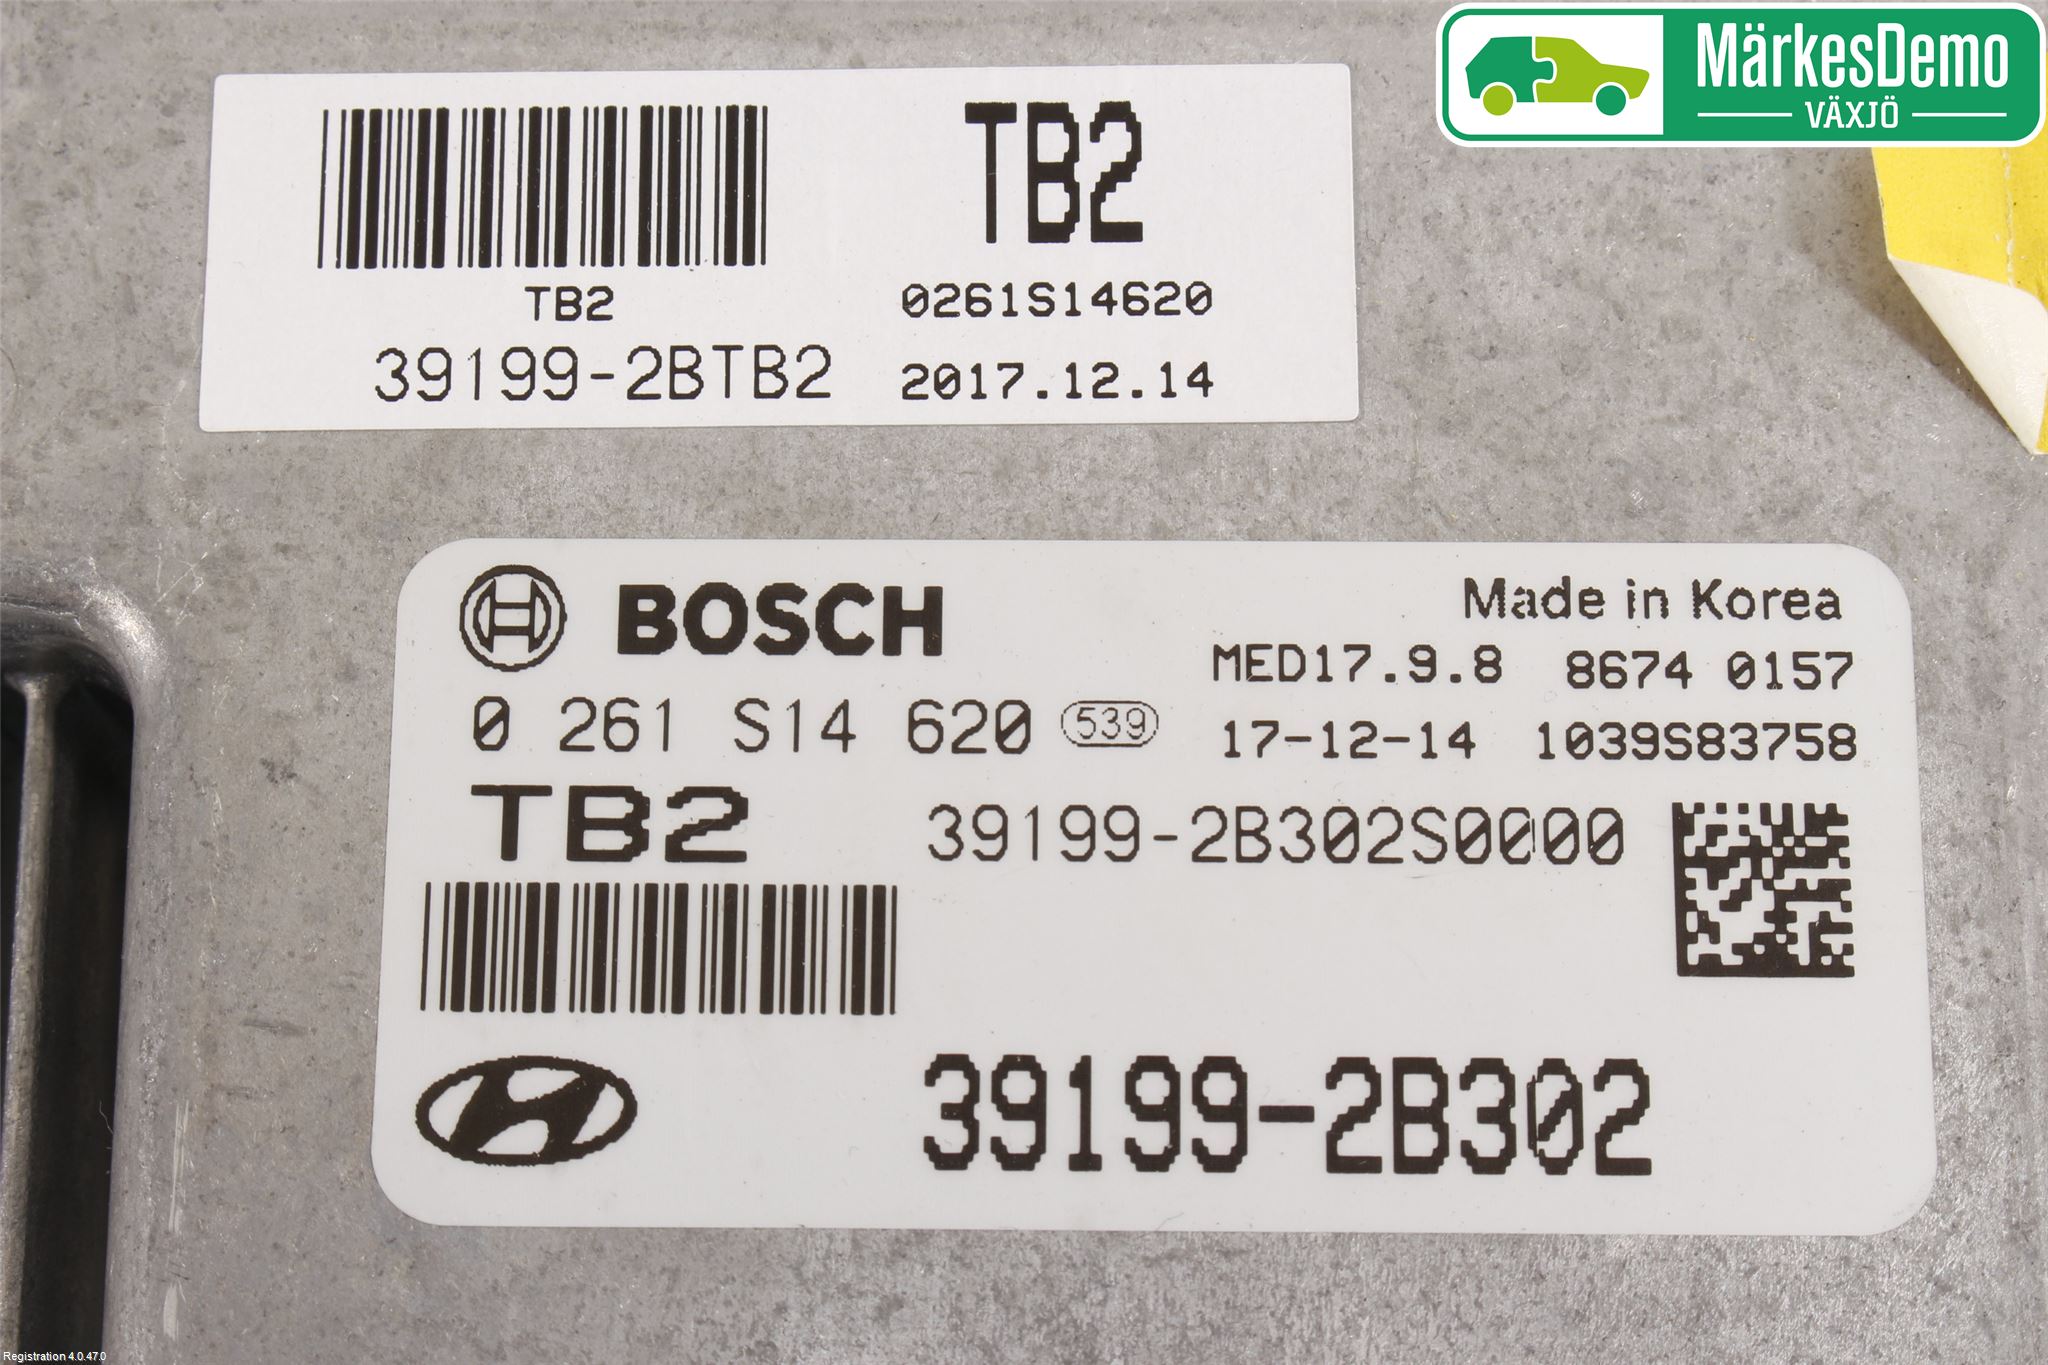 MärkesDemo
VÄXJÖ
TB2
TB2
0261S14620
39199-2BTB2
2017.12.14
BOSCH
Made in Korea
MED17.9.8 8674 0157
0 261 S14 620 539
17-12-14 1039S83758
TB2
39199-2B302S0000
39199-2B302
Registration 4.0.47.0